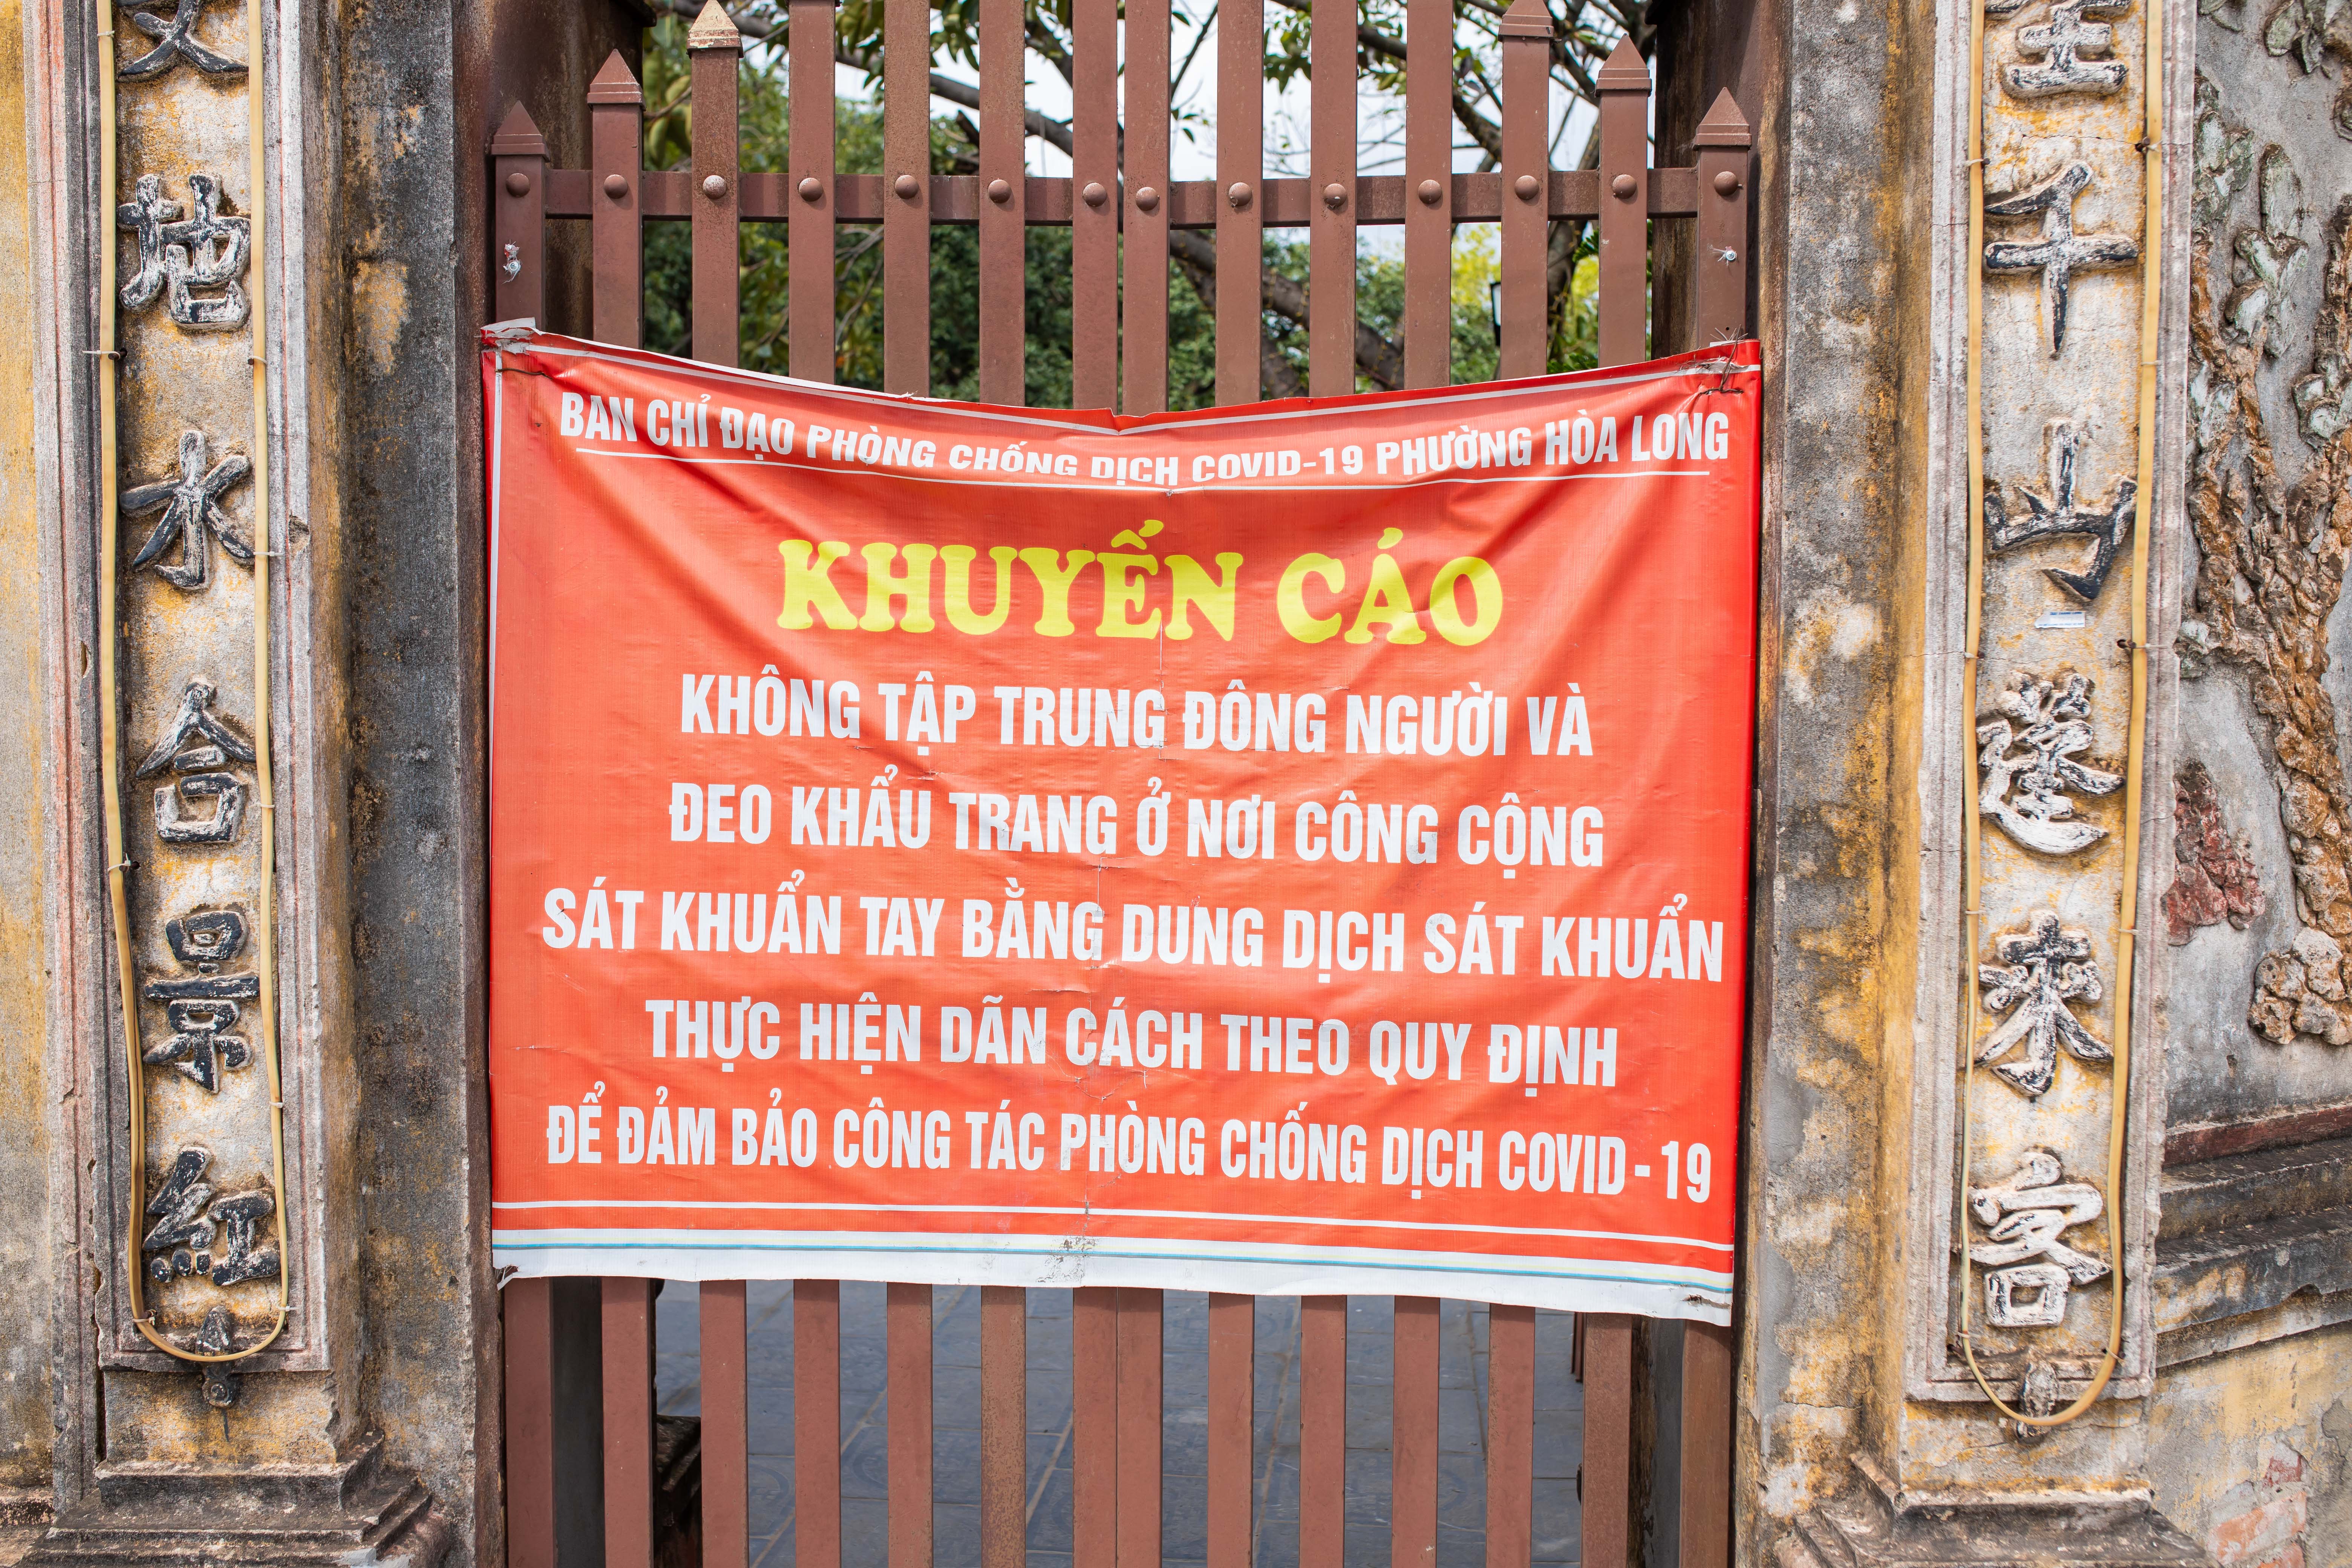 BAN CHỈ ĐẠO PHÒNG CHỐNG DỊCH COVID-19 PHƯỜNG HÒA LONG
KHUYẾN CÁO
KHÔNG TẬP TRUNG ĐÔNG NGƯỜI VÀ
ĐEO KHẨU TRANG Ở NƠI CÔNG CỘNG
SÁT KHUẨN TAY BẰNG DUNG DỊCH SÁT KHUẨN
THỰC HIỆN DÃN CÁCH THEO QUY ĐỊNH
ĐỂ ĐẢM BẢO CÔNG TÁC PHÒNG CHỐNG DỊCH COVID - 19
千山蓬来客
地水合景紅